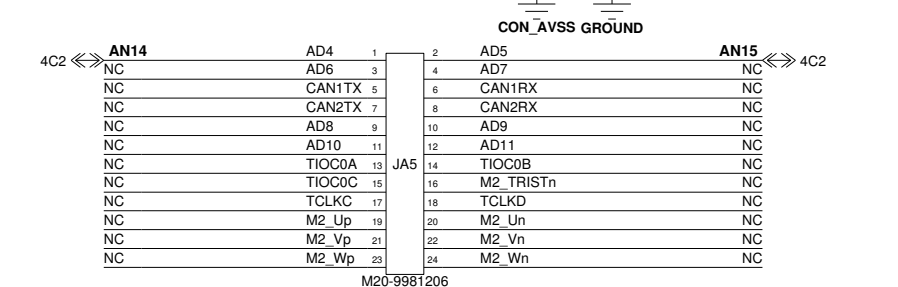 CON_AVSS GROUND
4C2 AN14 AD4 1 2 AD5 AN15 4C2
NC AD6 3 4 AD7 NC
NC CAN1TX 5 6 CAN1RX NC
NC CAN2TX 7 8 CAN2RX NC
NC AD8 9 10 AD9 NC
NC AD10 11 12 AD11 NC
NC TIOC0A 13 JA5 14 TIOC0B NC
NC TIOC0C 15 16 M2_TRISTn NC
NC TCLKC 17 18 TCLKD NC
NC M2_Up 19 20 M2_Un NC
NC M2_Vp 21 22 M2_Vn NC
NC M2_Wp 23 24 M2_Wn NC
M20-9981206